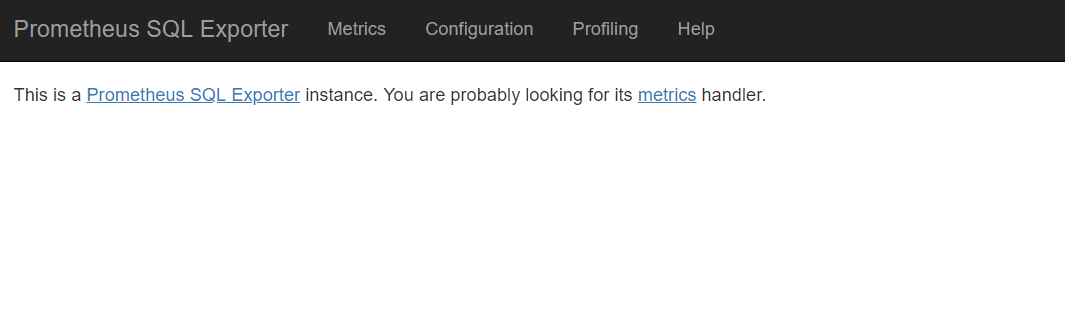 Prometheus SQL Exporter Metrics Configuration Profiling Help
This is a Prometheus SQL Exporter instance. You are probably looking for its metrics handler.